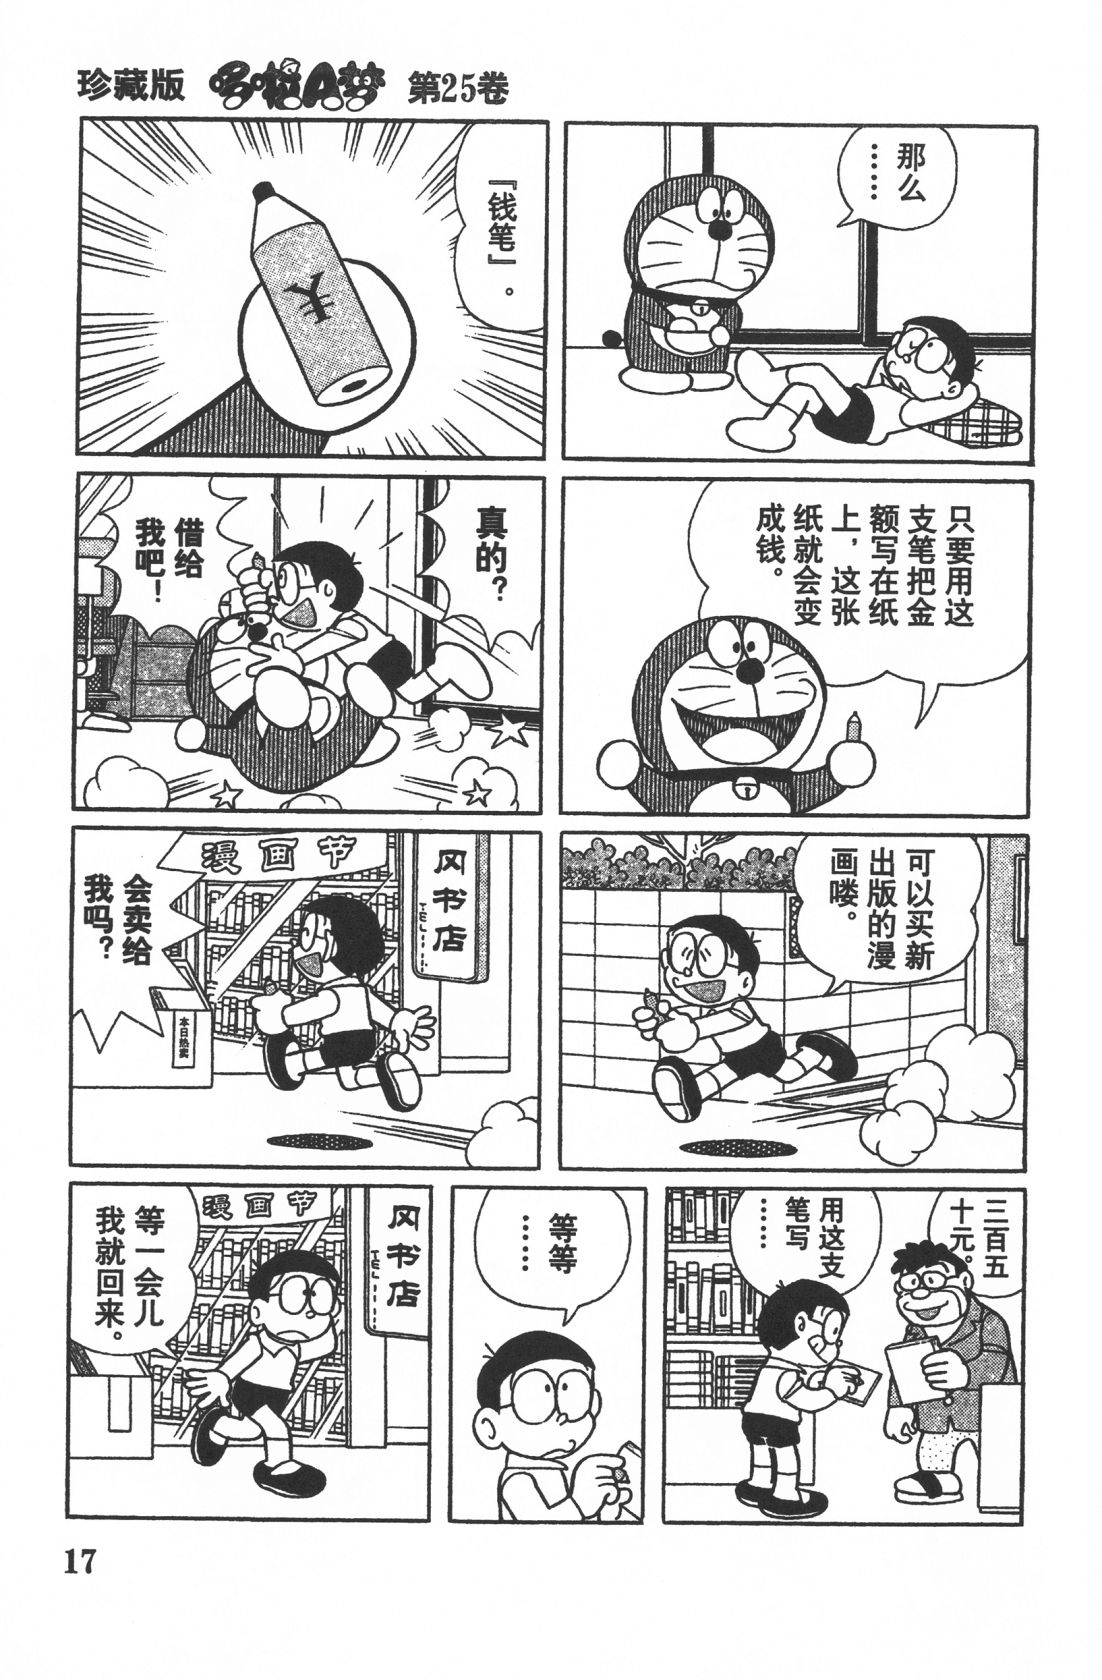 珍藏版 哆啦A梦 第25卷
那么
……
『钱笔』。
¥
只要用这
支笔把金
额写在纸
上，这张
纸就会变
成钱。
真的？
借给
我吧！
可以买新
出版的漫
画喽。
漫画节
冈书店
TEL
会卖给
我吗？
本日热卖
三百五
十元。
用这支
笔写
……
等等
……
漫画节
冈书店
TEL
等一会儿
我就回来。
17